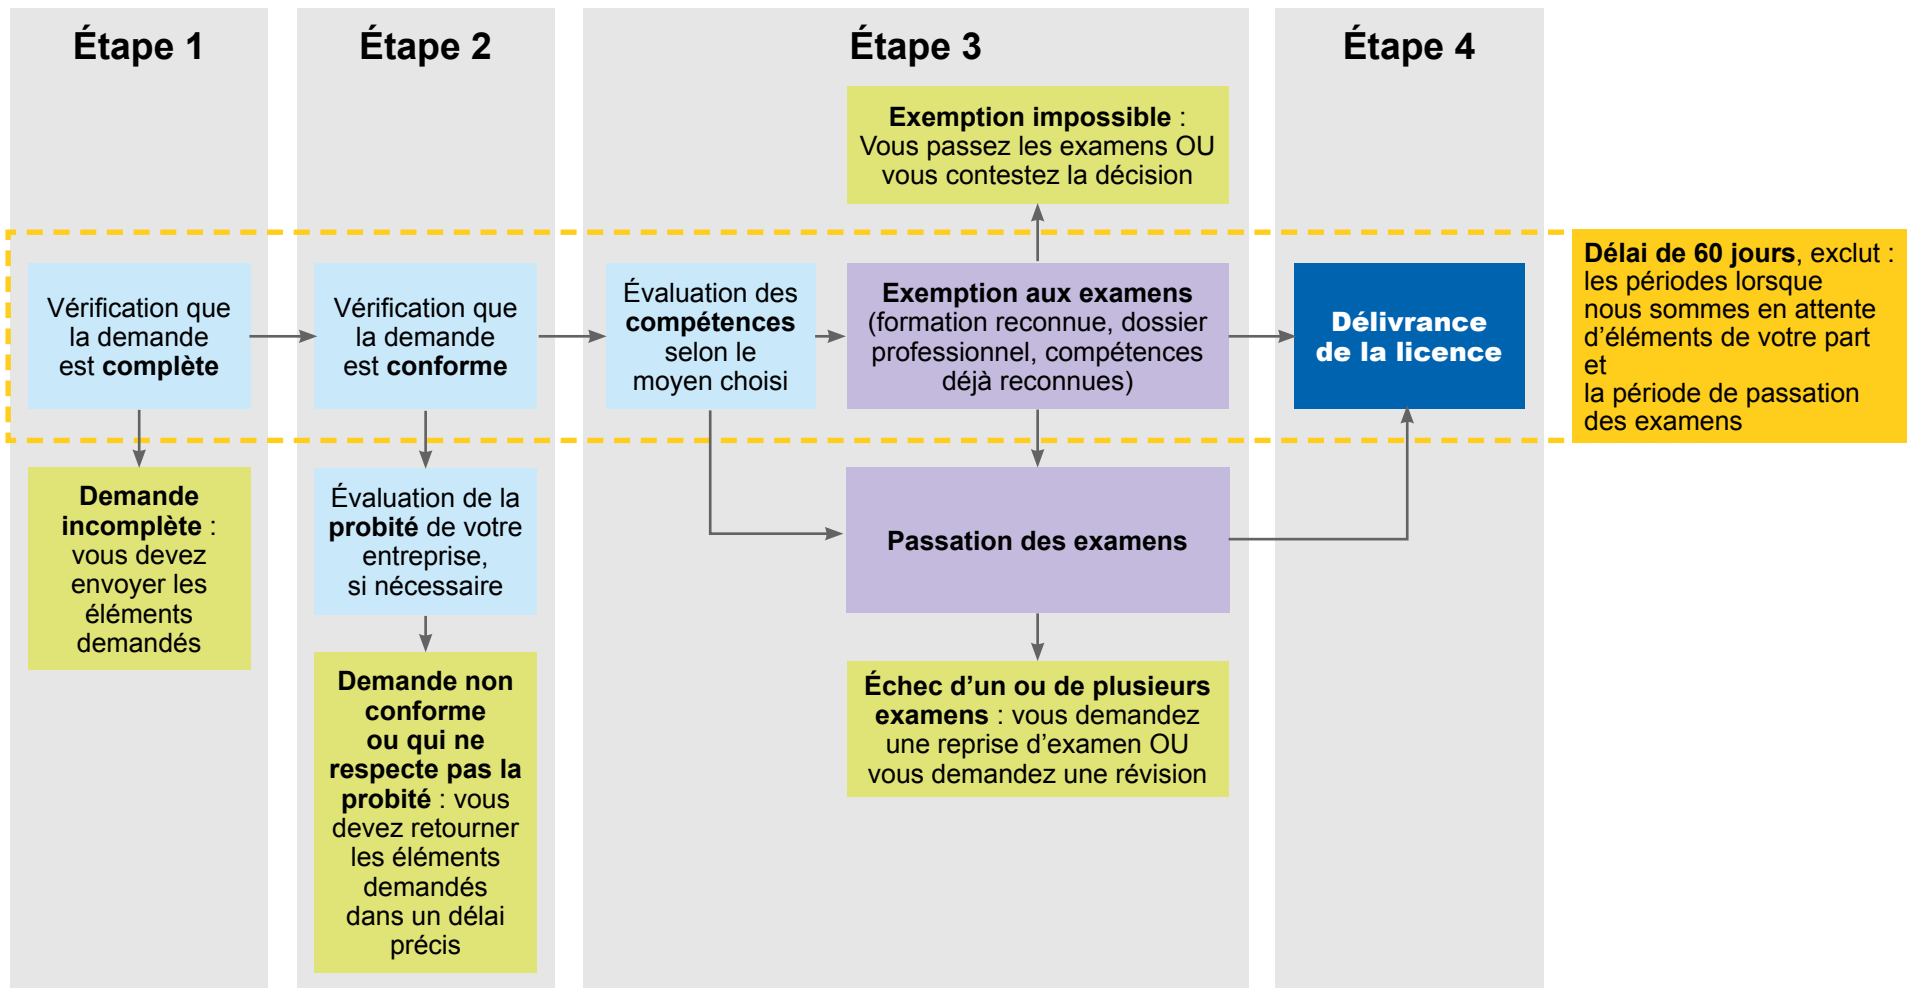 Étape 1
Étape 2
Étape 3
Étape 4
Exemption impossible :
Vous passez les examens OU
vous contestez la décision
Vérification que
la demande
est complète
Vérification que
la demande
est conforme
Évaluation des
compétences
selon le
moyen choisi
Exemption aux examens
(formation reconnue, dossier
professionnel, compétences
déjà reconnues)
Délivrance
de la licence
Délai de 60 jours, exclut :
les périodes lorsque
nous sommes en attente
d’éléments de votre part
et
la période de passation
des examens
Demande
incomplète :
vous devez
envoyer les
éléments
demandés
Évaluation de la
probité de votre
entreprise,
si nécessaire
Passation des examens
Demande non
conforme
ou qui ne
respecte pas la
probité : vous
devez retourner
les éléments
demandés
dans un délai
précis
Échec d’un ou de plusieurs
examens : vous demandez
une reprise d’examen OU
vous demandez une révision